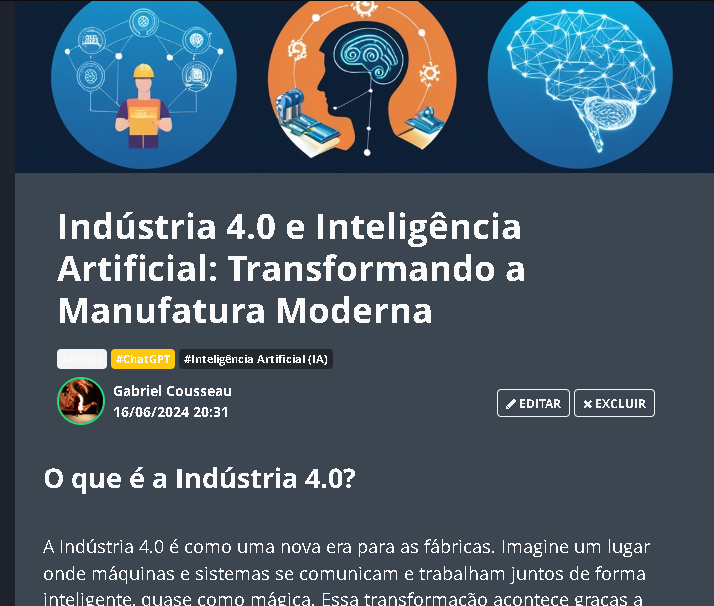 Indústria 4.0 e Inteligência
Artificial: Transformando a
Manufatura Moderna
#ChatGPT #Inteligência Artificial (IA)
Gabriel Cousseau
16/06/2024 20:31
EDITAR EXCLUIR
O que é a Indústria 4.0?
A Indústria 4.0 é como uma nova era para as fábricas. Imagine um lugar
onde máquinas e sistemas se comunicam e trabalham juntos de forma
inteligente, quase como mágica. Essa transformação acontece graças a